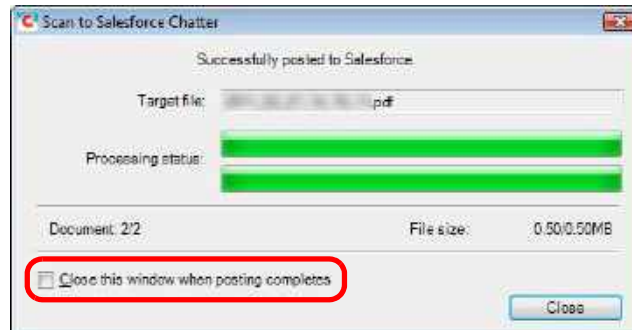 Scan to Salesforce Chatter
Successfully posted to Salesforce
Target file: .pdf
Processing status:
Document: 2/2 File size: 0.50/0.50MB
Close this window when posting completes
Close